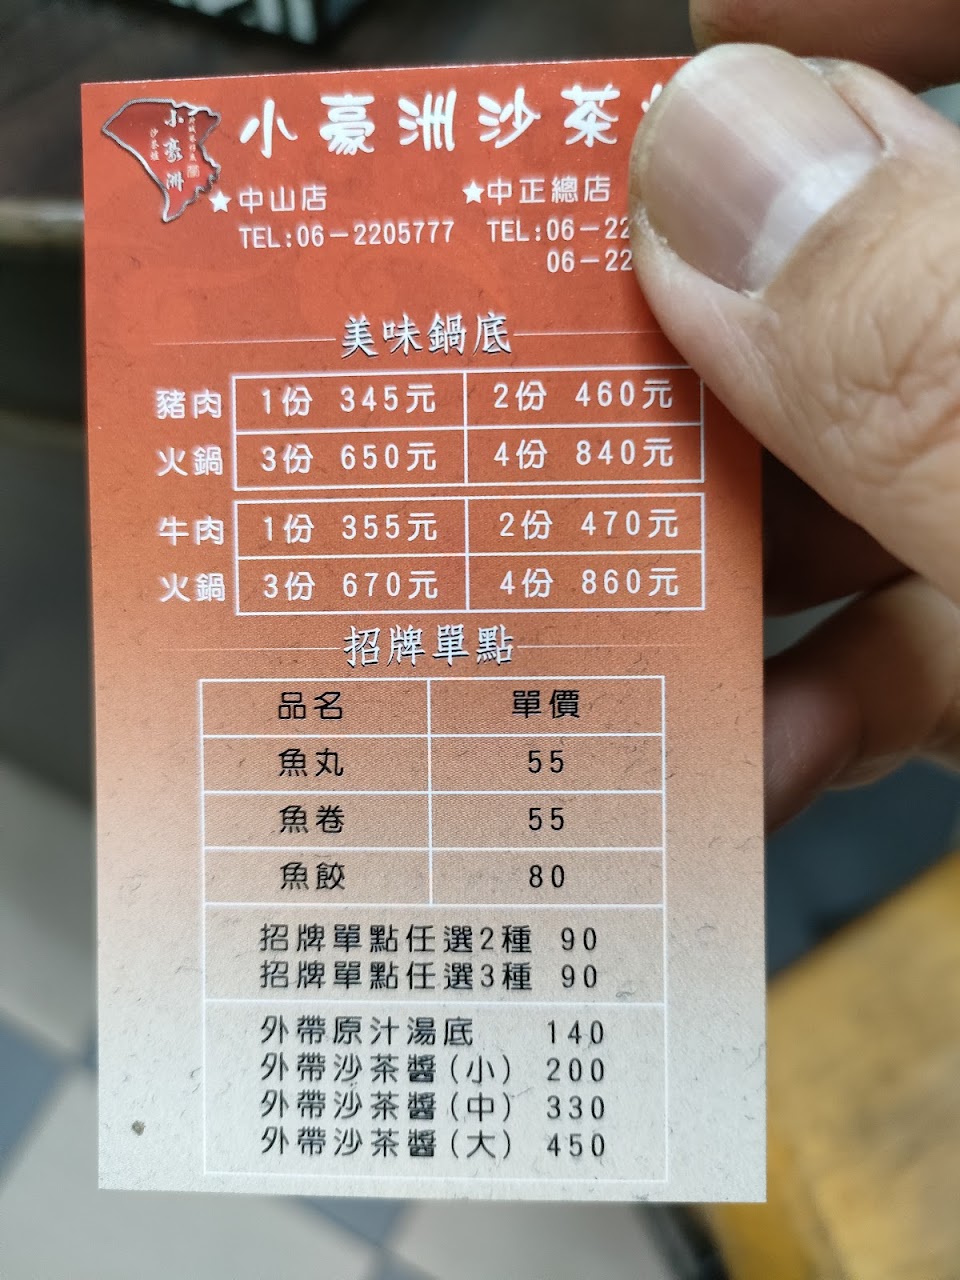 小豪洲沙茶
小豪洲
沙茶爐
★中山店
★中正總店
TEL:06-2205777
TEL:06-22
06-22
美味鍋底
豬肉火鍋
1份 345元 2份 460元
3份 650元 4份 840元
牛肉火鍋
1份 355元 2份 470元
3份 670元 4份 860元
招牌單點
品名 單價
魚丸 55
魚卷 55
魚餃 80
招牌單點任選2種 90
招牌單點任選3種 90
外帶原汁湯底 140
外帶沙茶醬(小) 200
外帶沙茶醬(中) 330
外帶沙茶醬(大) 450